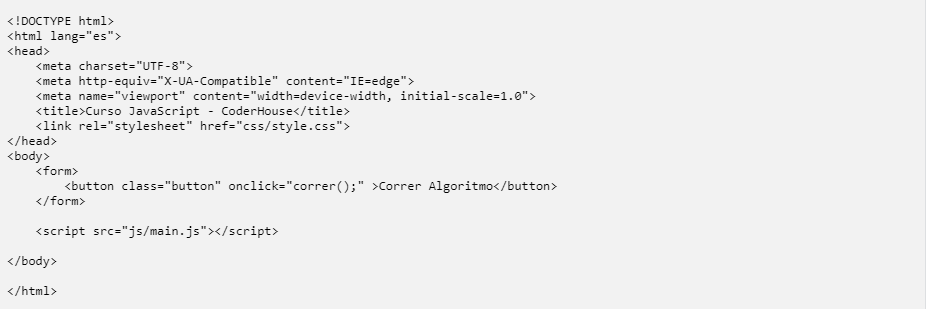 <!DOCTYPE html>
<html lang="es">
<head>
    <meta charset="UTF-8">
    <meta http-equiv="X-UA-Compatible" content="IE=edge">
    <meta name="viewport" content="width=device-width, initial-scale=1.0">
    <title>Curso JavaScript - CoderHouse</title>
    <link rel="stylesheet" href="css/style.css">
</head>
<body>
    <form>
        <button class="button" onclick="correr();" >Correr Algoritmo</button>
    </form>

    <script src="js/main.js"></script>

</body>

</html>